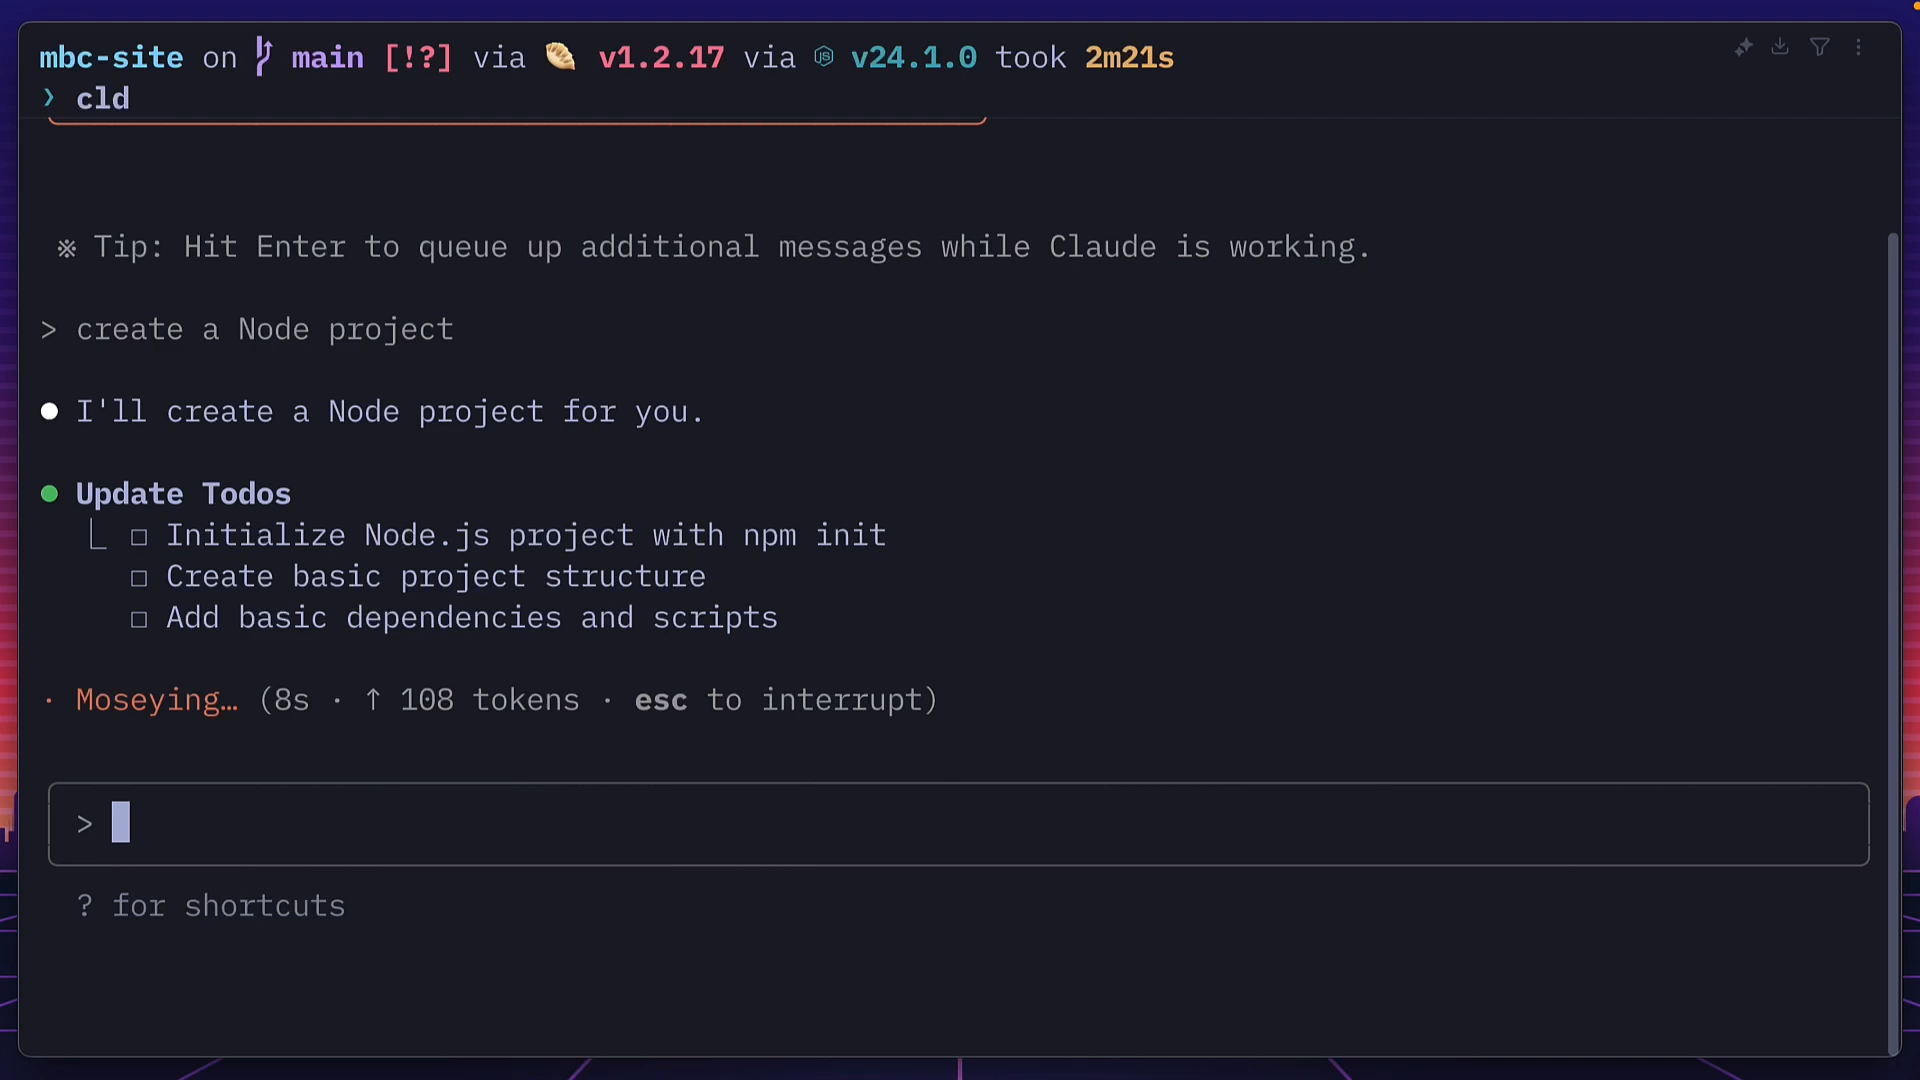 mbc-site on main [!?] via 🥟 v1.2.17 via v24.1.0 took 2m21s
❯ cld
※ Tip: Hit Enter to queue up additional messages while Claude is working.
> create a Node project
● I'll create a Node project for you.
● Update Todos
⎿ ☐ Initialize Node.js project with npm init
☐ Create basic project structure
☐ Add basic dependencies and scripts
· Moseying… (8s · ↑ 108 tokens · esc to interrupt)
>
? for shortcuts